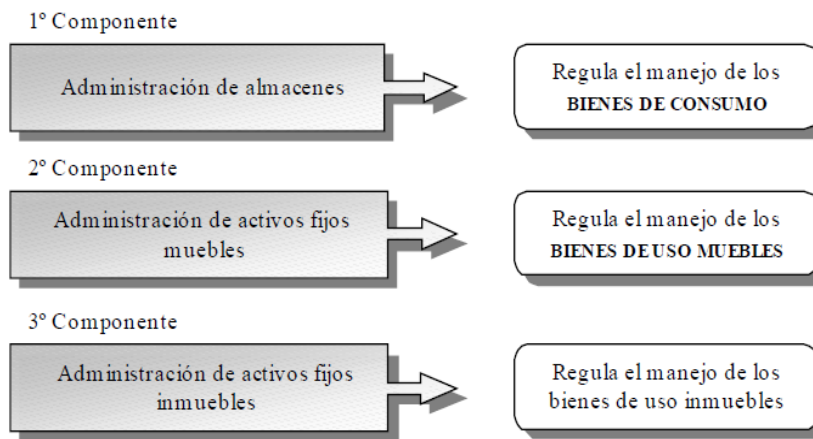 1º Componente
Administración de almacenes
Regula el manejo de los
BIENES DE CONSUMO
2º Componente
Administración de activos fijos
muebles
Regula el manejo de los
BIENES DE USO MUEBLES
3º Componente
Administración de activos fijos
inmuebles
Regula el manejo de los
bienes de uso inmuebles